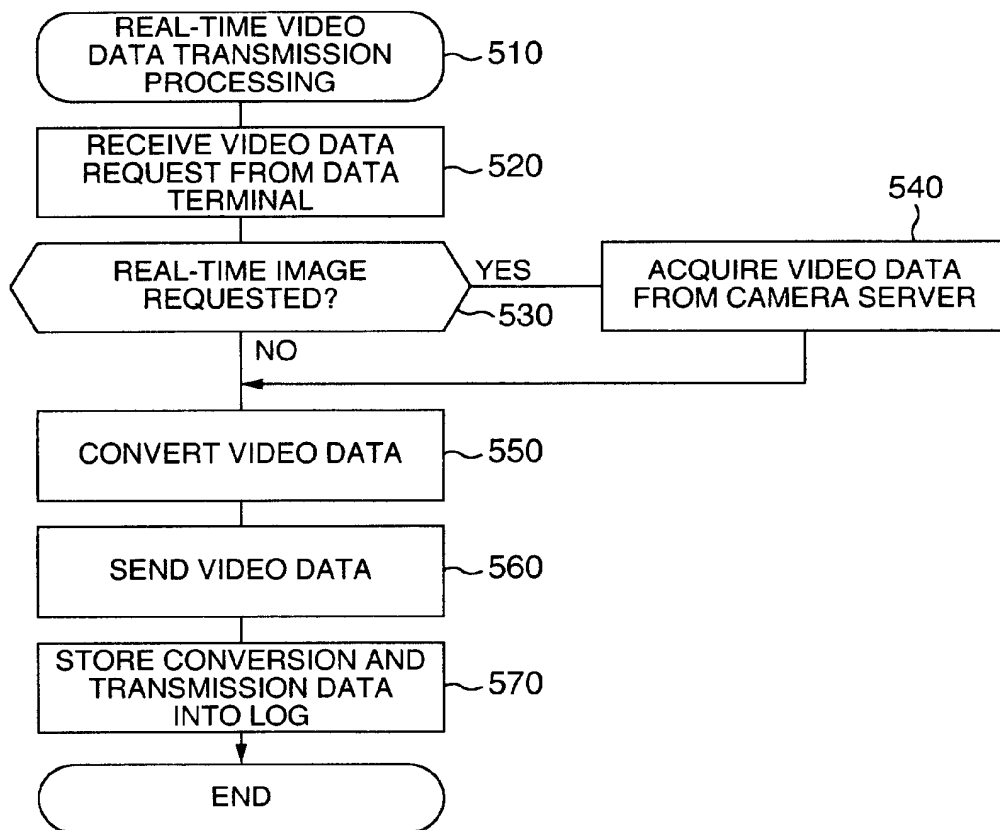 REAL-TIME VIDEO
DATA TRANSMISSION
PROCESSING
510
RECEIVE VIDEO DATA
REQUEST FROM DATA
TERMINAL
520
REAL-TIME IMAGE
REQUESTED?
530
YES
NO
540
ACQUIRE VIDEO DATA
FROM CAMERA SERVER
CONVERT VIDEO DATA
550
SEND VIDEO DATA
560
STORE CONVERSION AND
TRANSMISSION DATA
INTO LOG
570
END